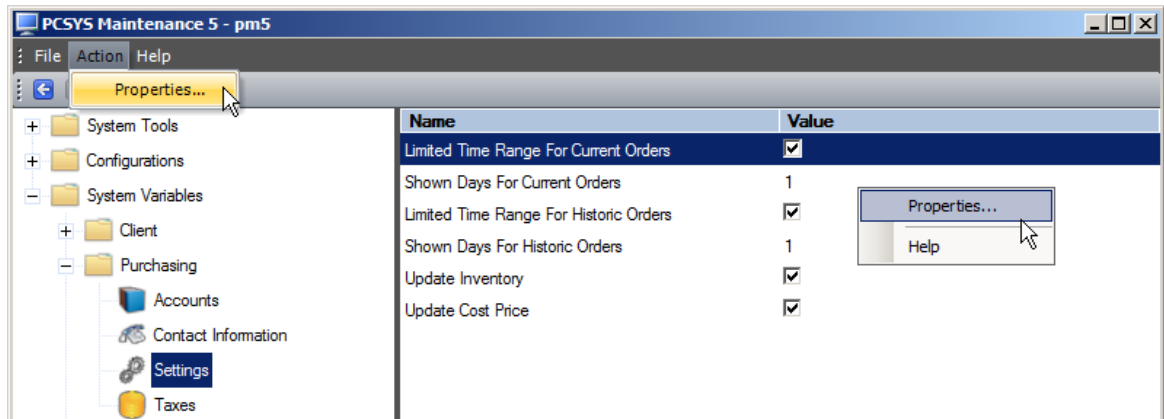 PCSYS Maintenance 5 - pm5
File Action Help
Properties...
System Tools
Configurations
System Variables
Client
Purchasing
Accounts
Contact Information
Settings
Taxes
Name Value
Limited Time Range For Current Orders
Shown Days For Current Orders 1
Limited Time Range For Historic Orders
Shown Days For Historic Orders 1
Update Inventory
Update Cost Price
Properties...
Help